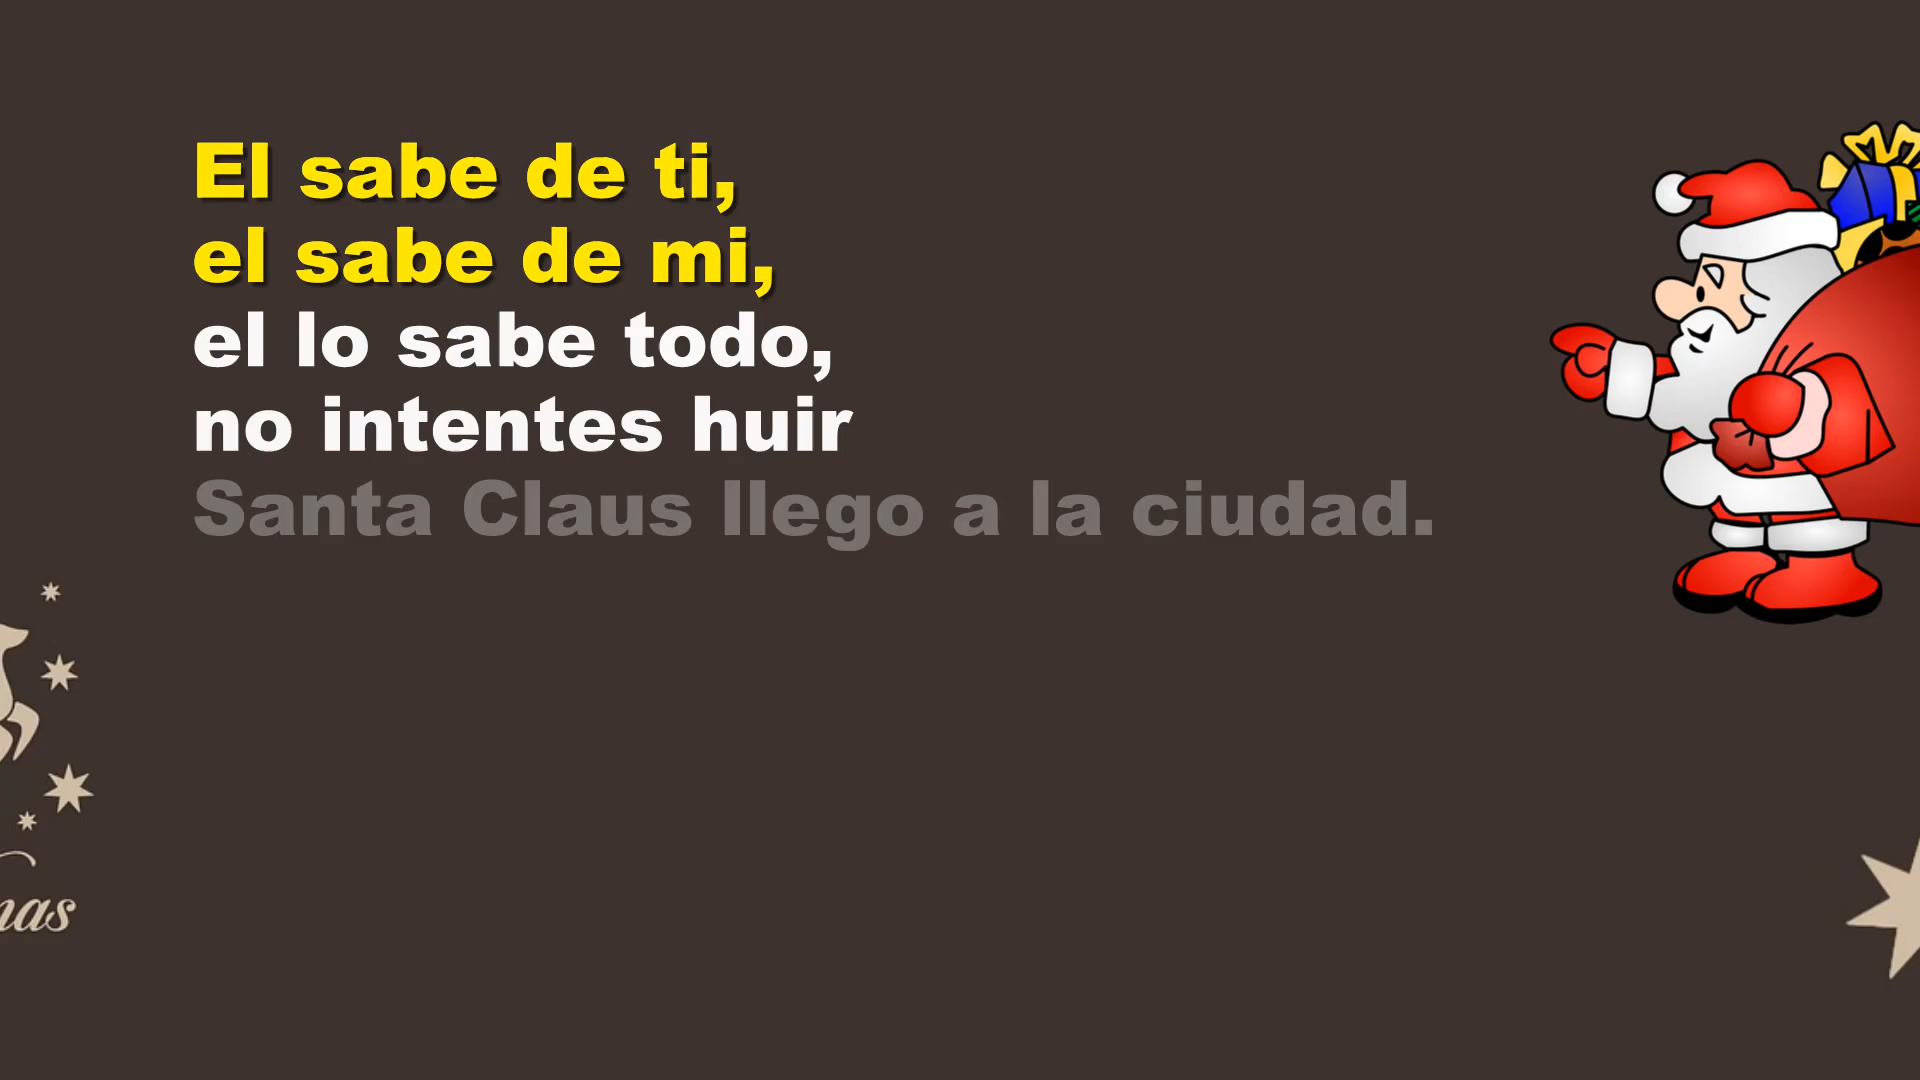 El sabe de ti,
el sabe de mi,
el lo sabe todo,
no intentes huir
Santa Claus llego a la ciudad.